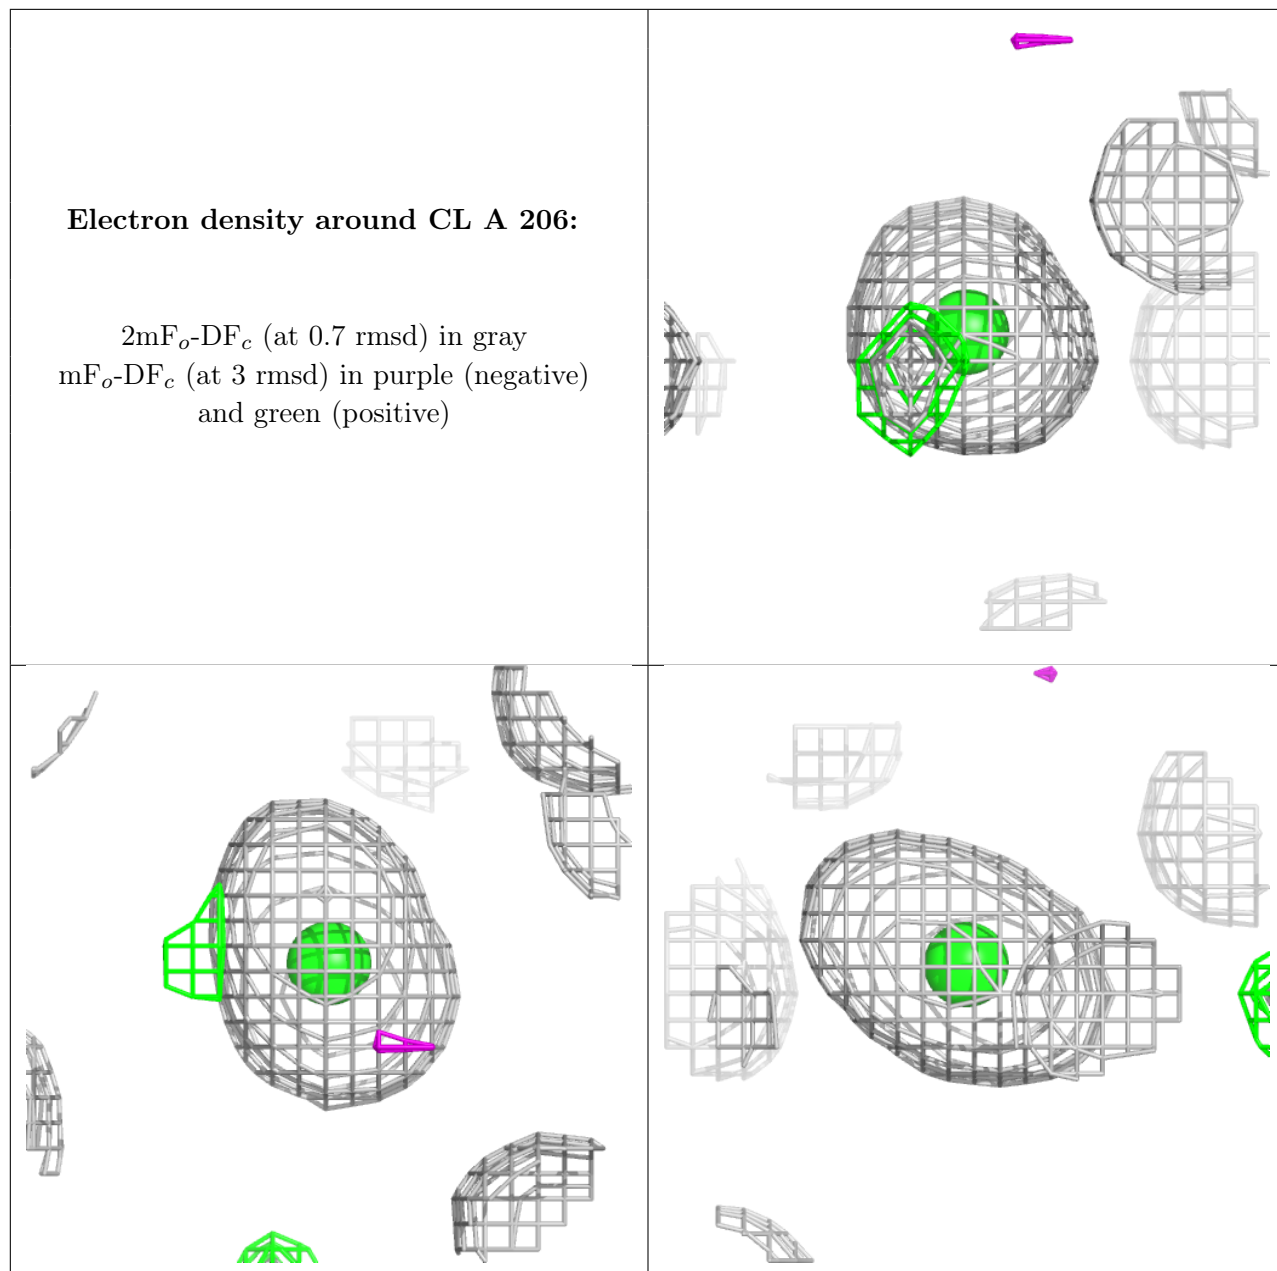 Electron density around CL A 206:
2mFo-DFc (at 0.7 rmsd) in gray
mFo-DFc (at 3 rmsd) in purple (negative)
and green (positive)